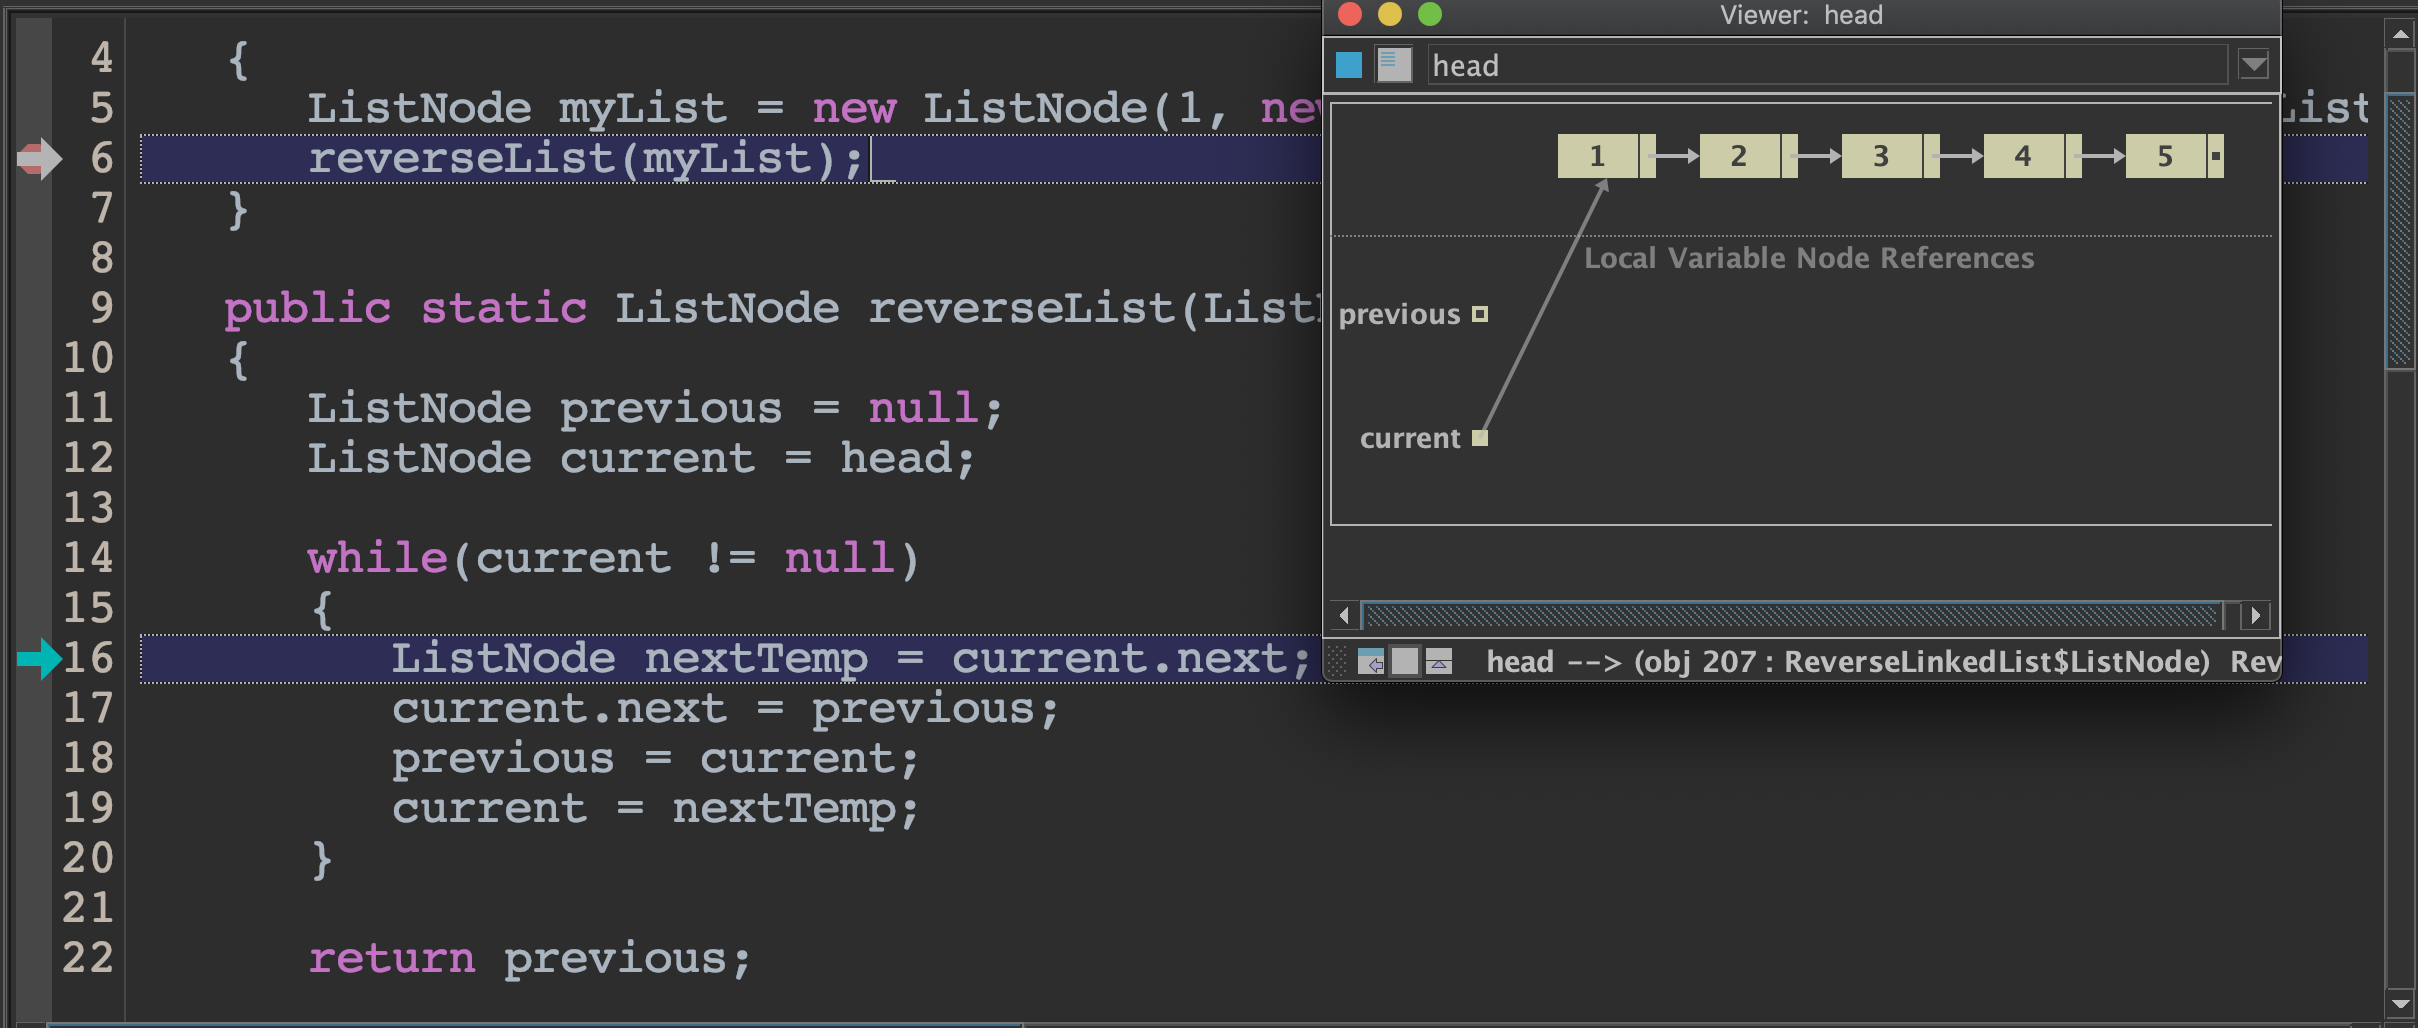 4 {
5 ListNode myList = new ListNode(1, new
6 reverseList(myList);
7 }
8
9 public static ListNode reverseList(List
10 {
11 ListNode previous = null;
12 ListNode current = head;
13
14 while(current != null)
15 {
16 ListNode nextTemp = current.next;
17 current.next = previous;
18 previous = current;
19 current = nextTemp;
20 }
21
22 return previous;
Viewer: head
head
1 2 3 4 5
Local Variable Node References
previous
current
head --> (obj 207 : ReverseLinkedList$ListNode) Rev
List